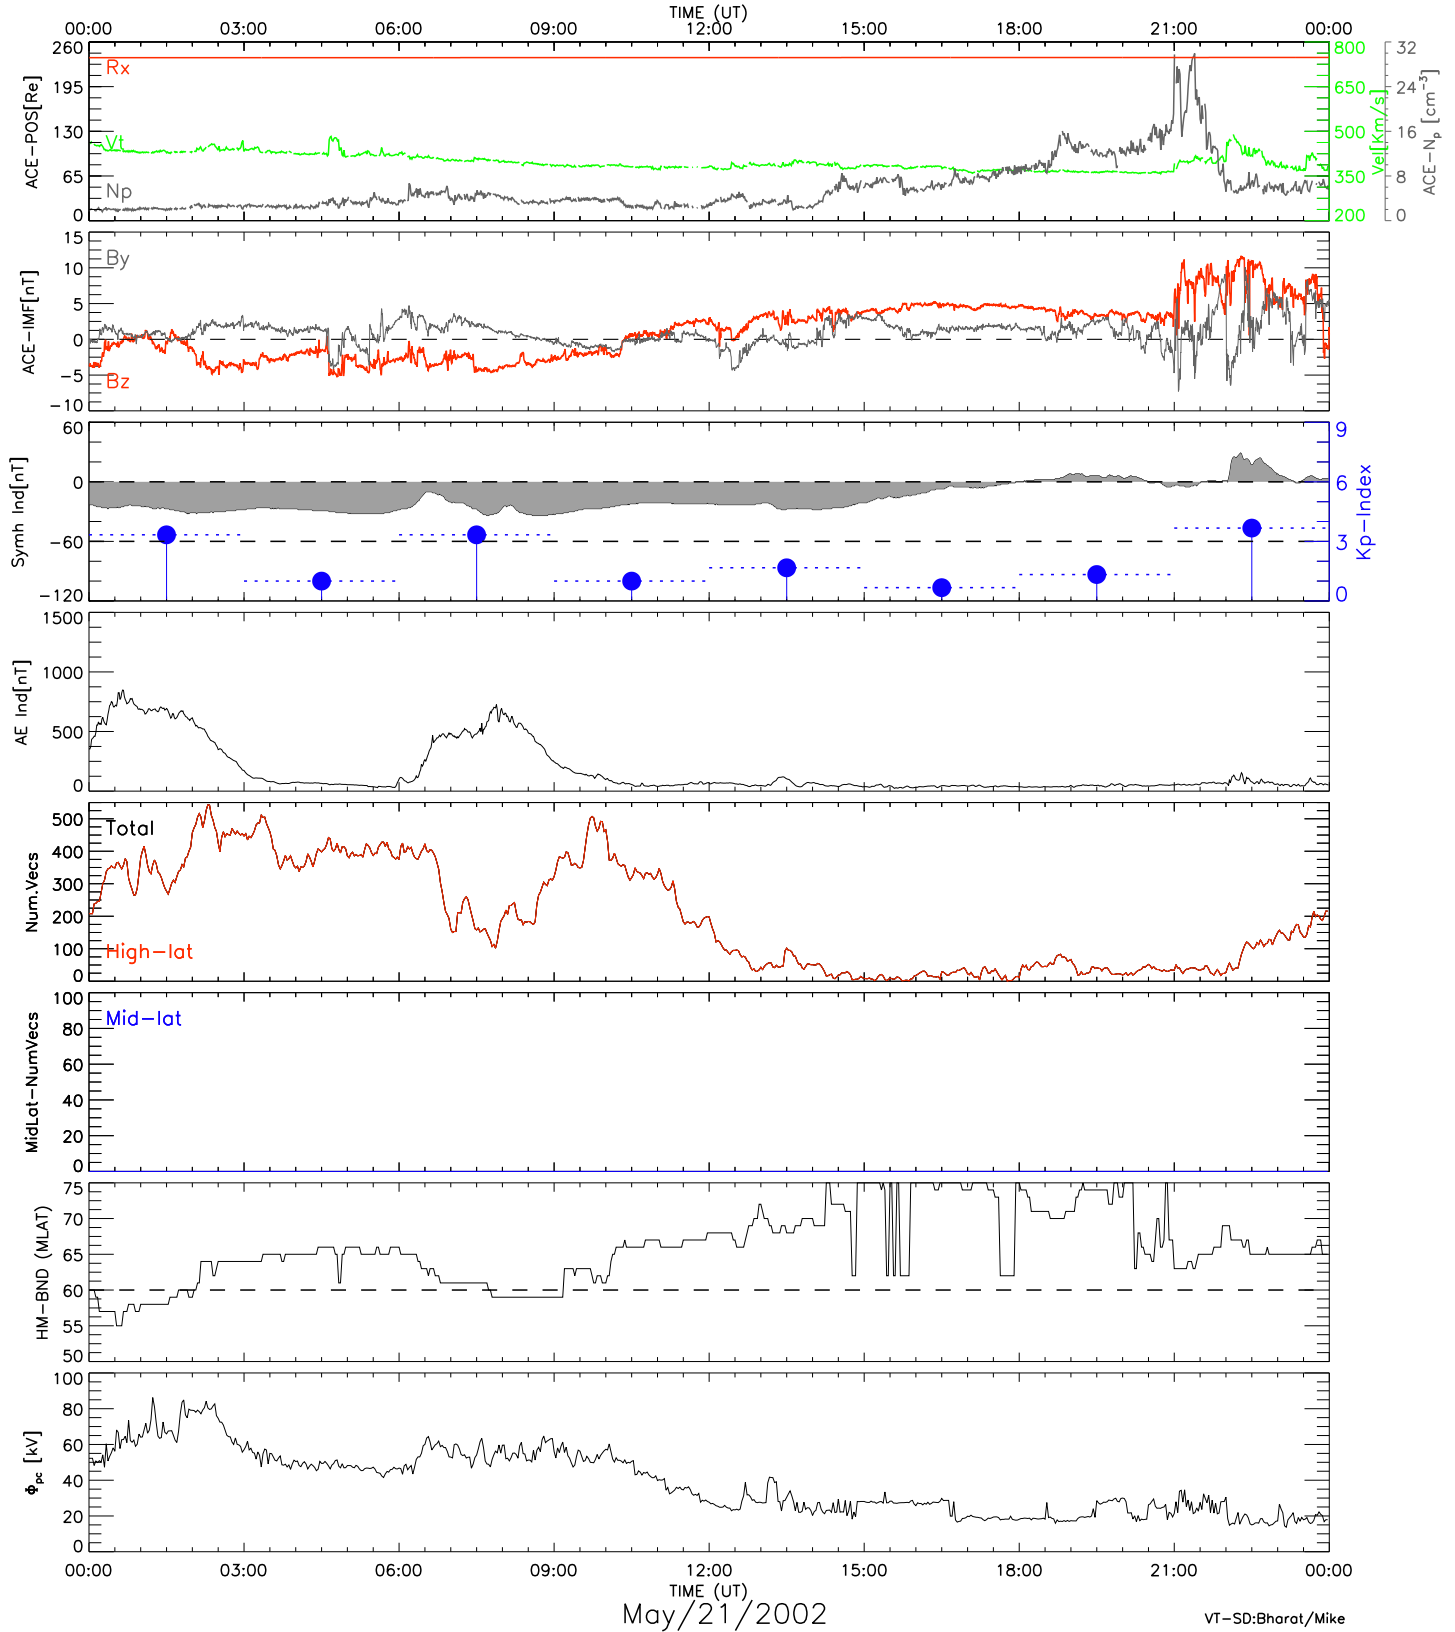 TIME (UT)
00:00 03:00 06:00 09:00 12:00 15:00 18:00 21:00 00:00
ACE-POS[Re]
260
195
130
65
0
Rx
Vt
Np
800
650
500
350
200
Vel[Km/s]
32
24
16
8
0
ACE-Np [cm-3]
ACE-IMF[nT]
15
10
5
0
-5
-10
By
Bz
Symh Ind[nT]
60
0
-60
-120
9
6
3
0
Kp-Index
AE Ind[nT]
1500
1000
500
0
Num.Vecs
500
400
300
200
100
0
Total
High-lat
MidLat-NumVecs
100
80
60
40
20
0
Mid-lat
HM-BND (MLAT)
75
70
65
60
55
50
Φpc [kV]
100
80
60
40
20
0
00:00 03:00 06:00 09:00 12:00 15:00 18:00 21:00 00:00
TIME (UT)
May/21/2002
VT-SD:Bharat/Mike